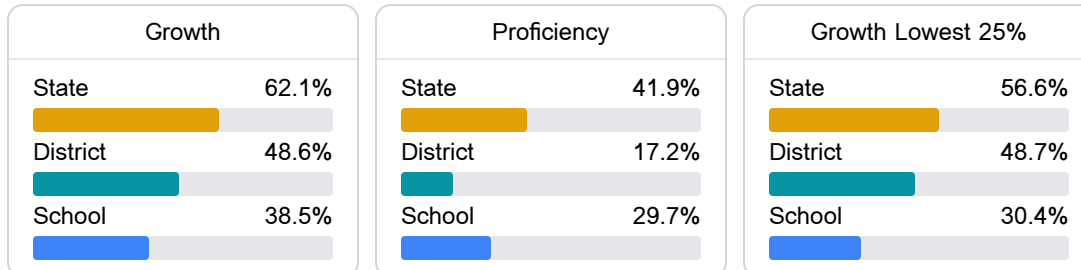 Growth
State 62.1%
District 48.6%
School 38.5%
Proficiency
State 41.9%
District 17.2%
School 29.7%
Growth Lowest 25%
State 56.6%
District 48.7%
School 30.4%